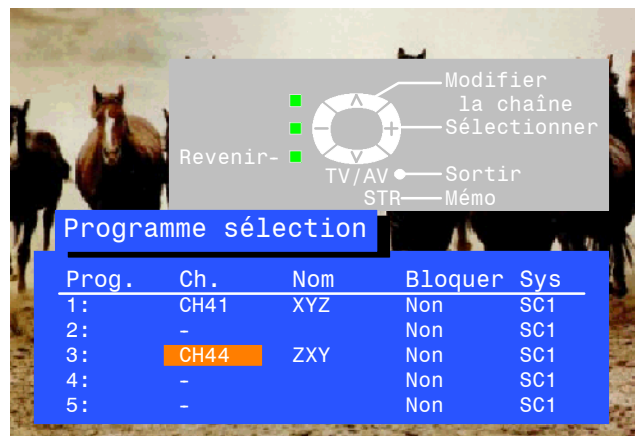 Modifier
la chaîne
Sélectionner
Revenir-
TV/AV
Sortir
STR
Mémo
Programme sélection
Prog. Ch. Nom Bloquer Sys
1: CH41 XYZ Non SC1
2: - Non SC1
3: CH44 ZXY Non SC1
4: - Non SC1
5: - Non SC1